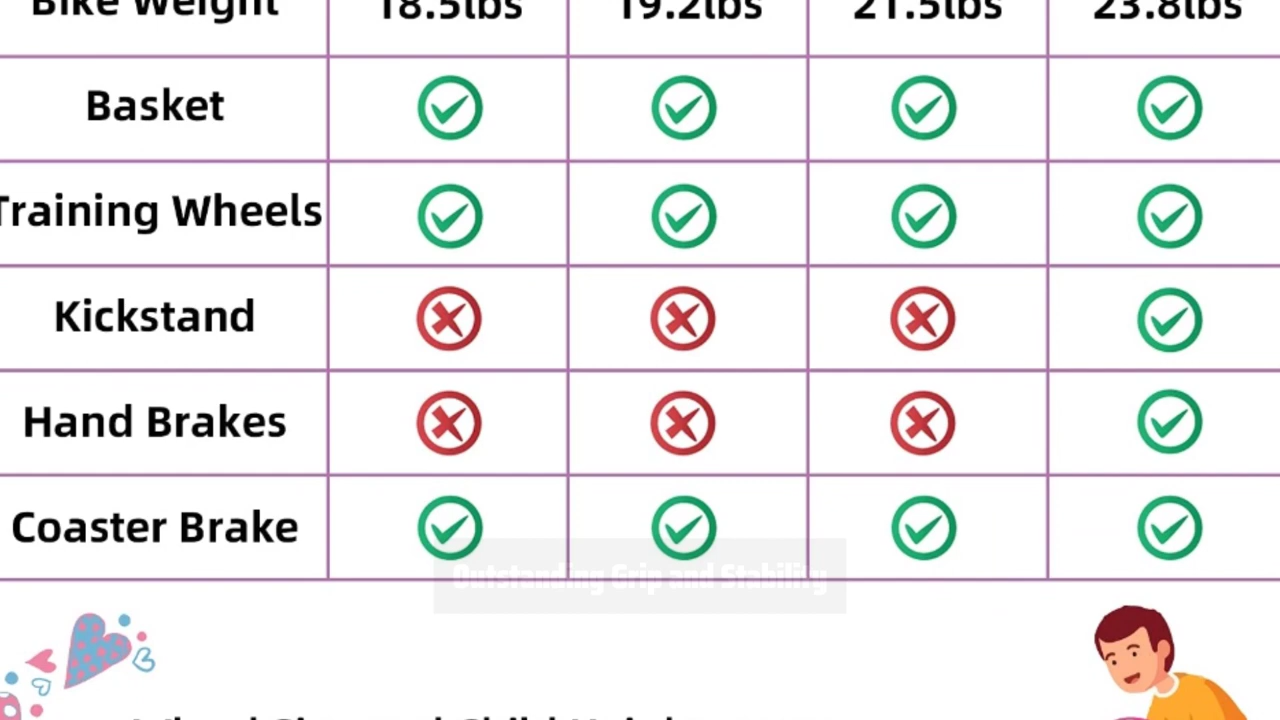 Bike Weight 18.5lbs 19.2lbs 21.5lbs 23.8lbs
Basket
Training Wheels
Kickstand
Hand Brakes
Coaster Brake
Outstanding Grip and Stability